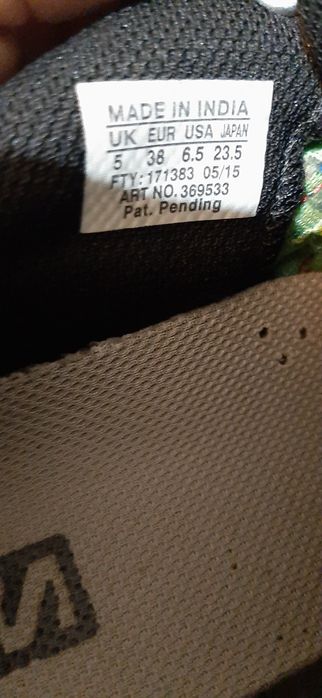 MADE IN INDIA
UK EUR USA JAPAN
5 38 6.5 23.5
FTY: 171383 05/15
ART NO. 369533
Pat. Pending